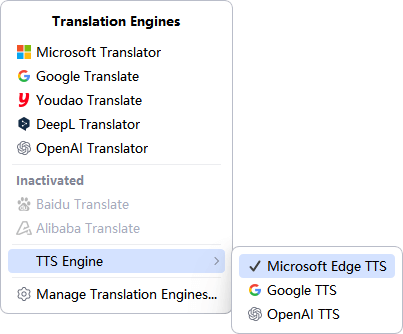 Translation Engines
Microsoft Translator
Google Translate
Youdao Translate
DeepL Translator
OpenAI Translator
Inactivated
Baidu Translate
Alibaba Translate
TTS Engine
Microsoft Edge TTS
Google TTS
OpenAI TTS
Manage Translation Engines...